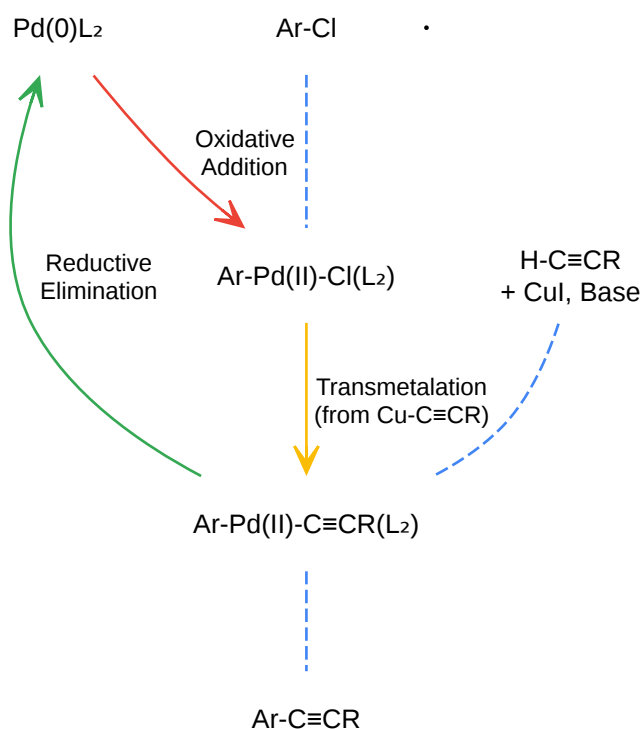 Pd(0)L₂
Ar-Cl
Oxidative
Addition
Reductive
Elimination
Ar-Pd(II)-Cl(L₂)
H-C≡CR
+ CuI, Base
Transmetalation
(from Cu-C≡CR)
Ar-Pd(II)-C≡CR(L₂)
Ar-C≡CR